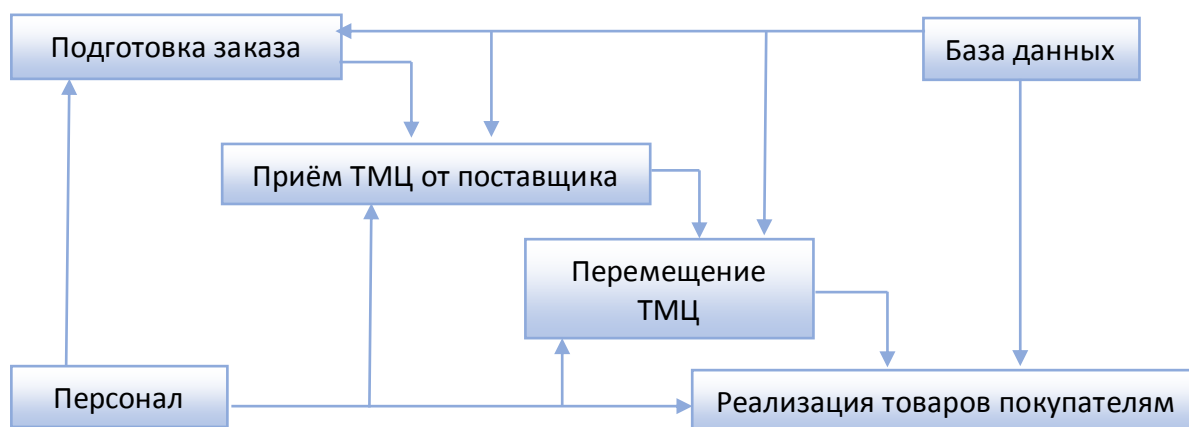 Подготовка заказа
База данных
Приём ТМЦ от поставщика
Перемещение
ТМЦ
Персонал
Реализация товаров покупателям